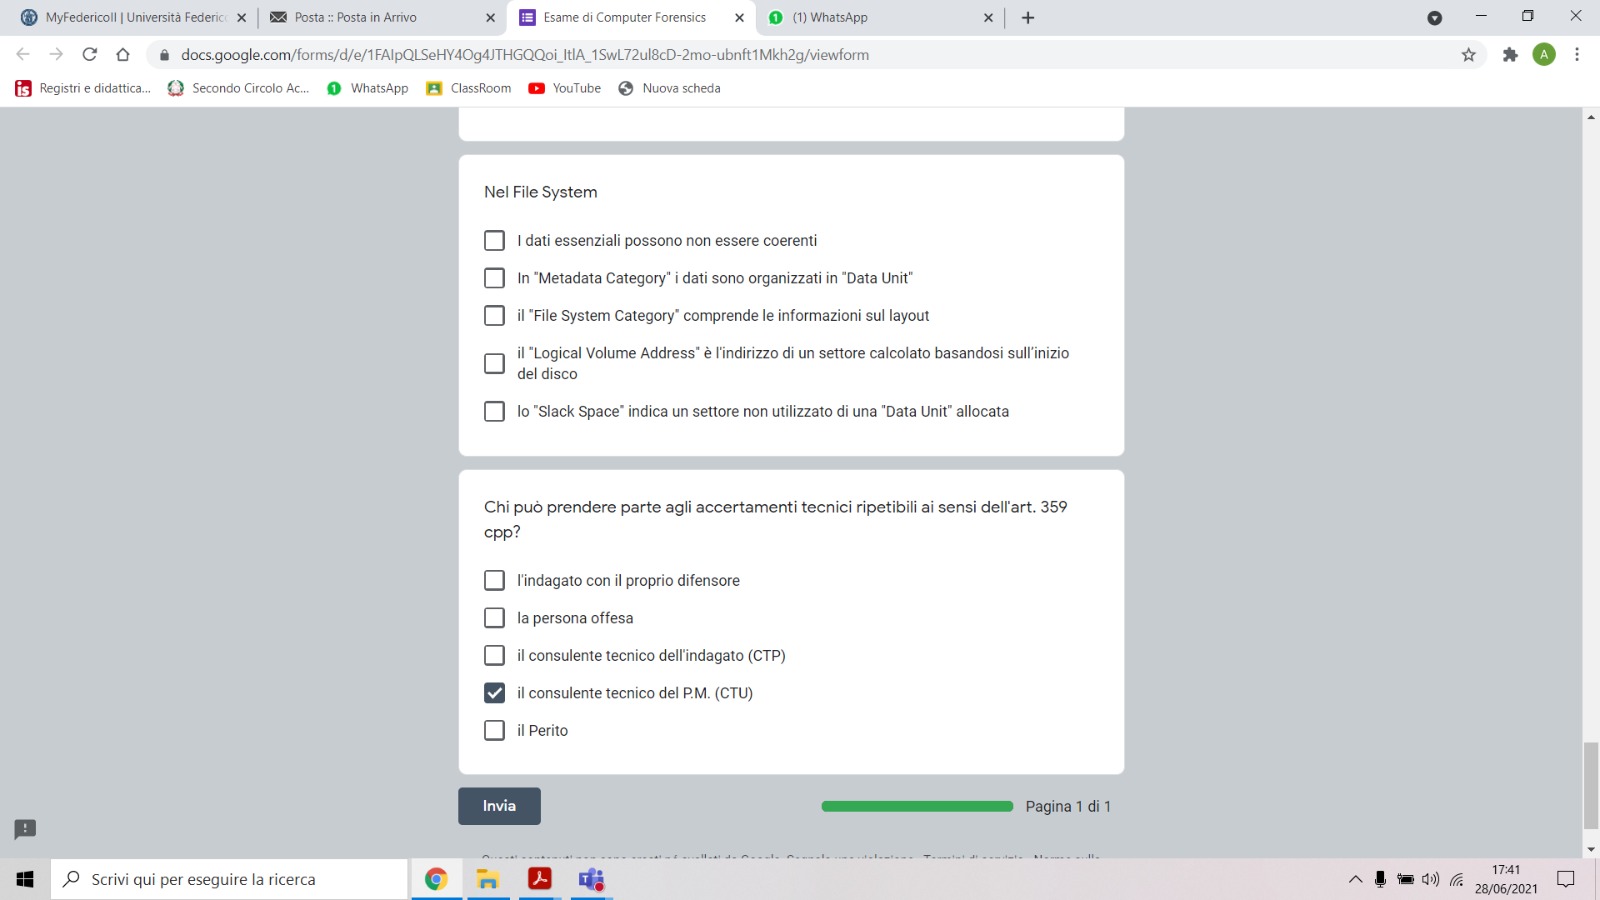 MyFedericoII | Università Federico
Posta :: Posta in Arrivo
Esame di Computer Forensics
(1) WhatsApp
docs.google.com/forms/d/e/1FAIpQLSeHY4Og4JTHGQQoi_ItlA_1SwL72ul8cD-2mo-ubnft1Mkh2g/viewform
A
Registri e didattica...
Secondo Circolo Ac...
WhatsApp
ClassRoom
YouTube
Nuova scheda
Nel File System
I dati essenziali possono non essere coerenti
In "Metadata Category" i dati sono organizzati in "Data Unit"
il "File System Category" comprende le informazioni sul layout
il "Logical Volume Address" è l'indirizzo di un settore calcolato basandosi sull'inizio
del disco
lo "Slack Space" indica un settore non utilizzato di una "Data Unit" allocata
Chi può prendere parte agli accertamenti tecnici ripetibili ai sensi dell'art. 359
cpp?
l'indagato con il proprio difensore
la persona offesa
il consulente tecnico dell'indagato (CTP)
il consulente tecnico del P.M. (CTU)
il Perito
Invia
Pagina 1 di 1
Scrivi qui per eseguire la ricerca
17:41
28/06/2021